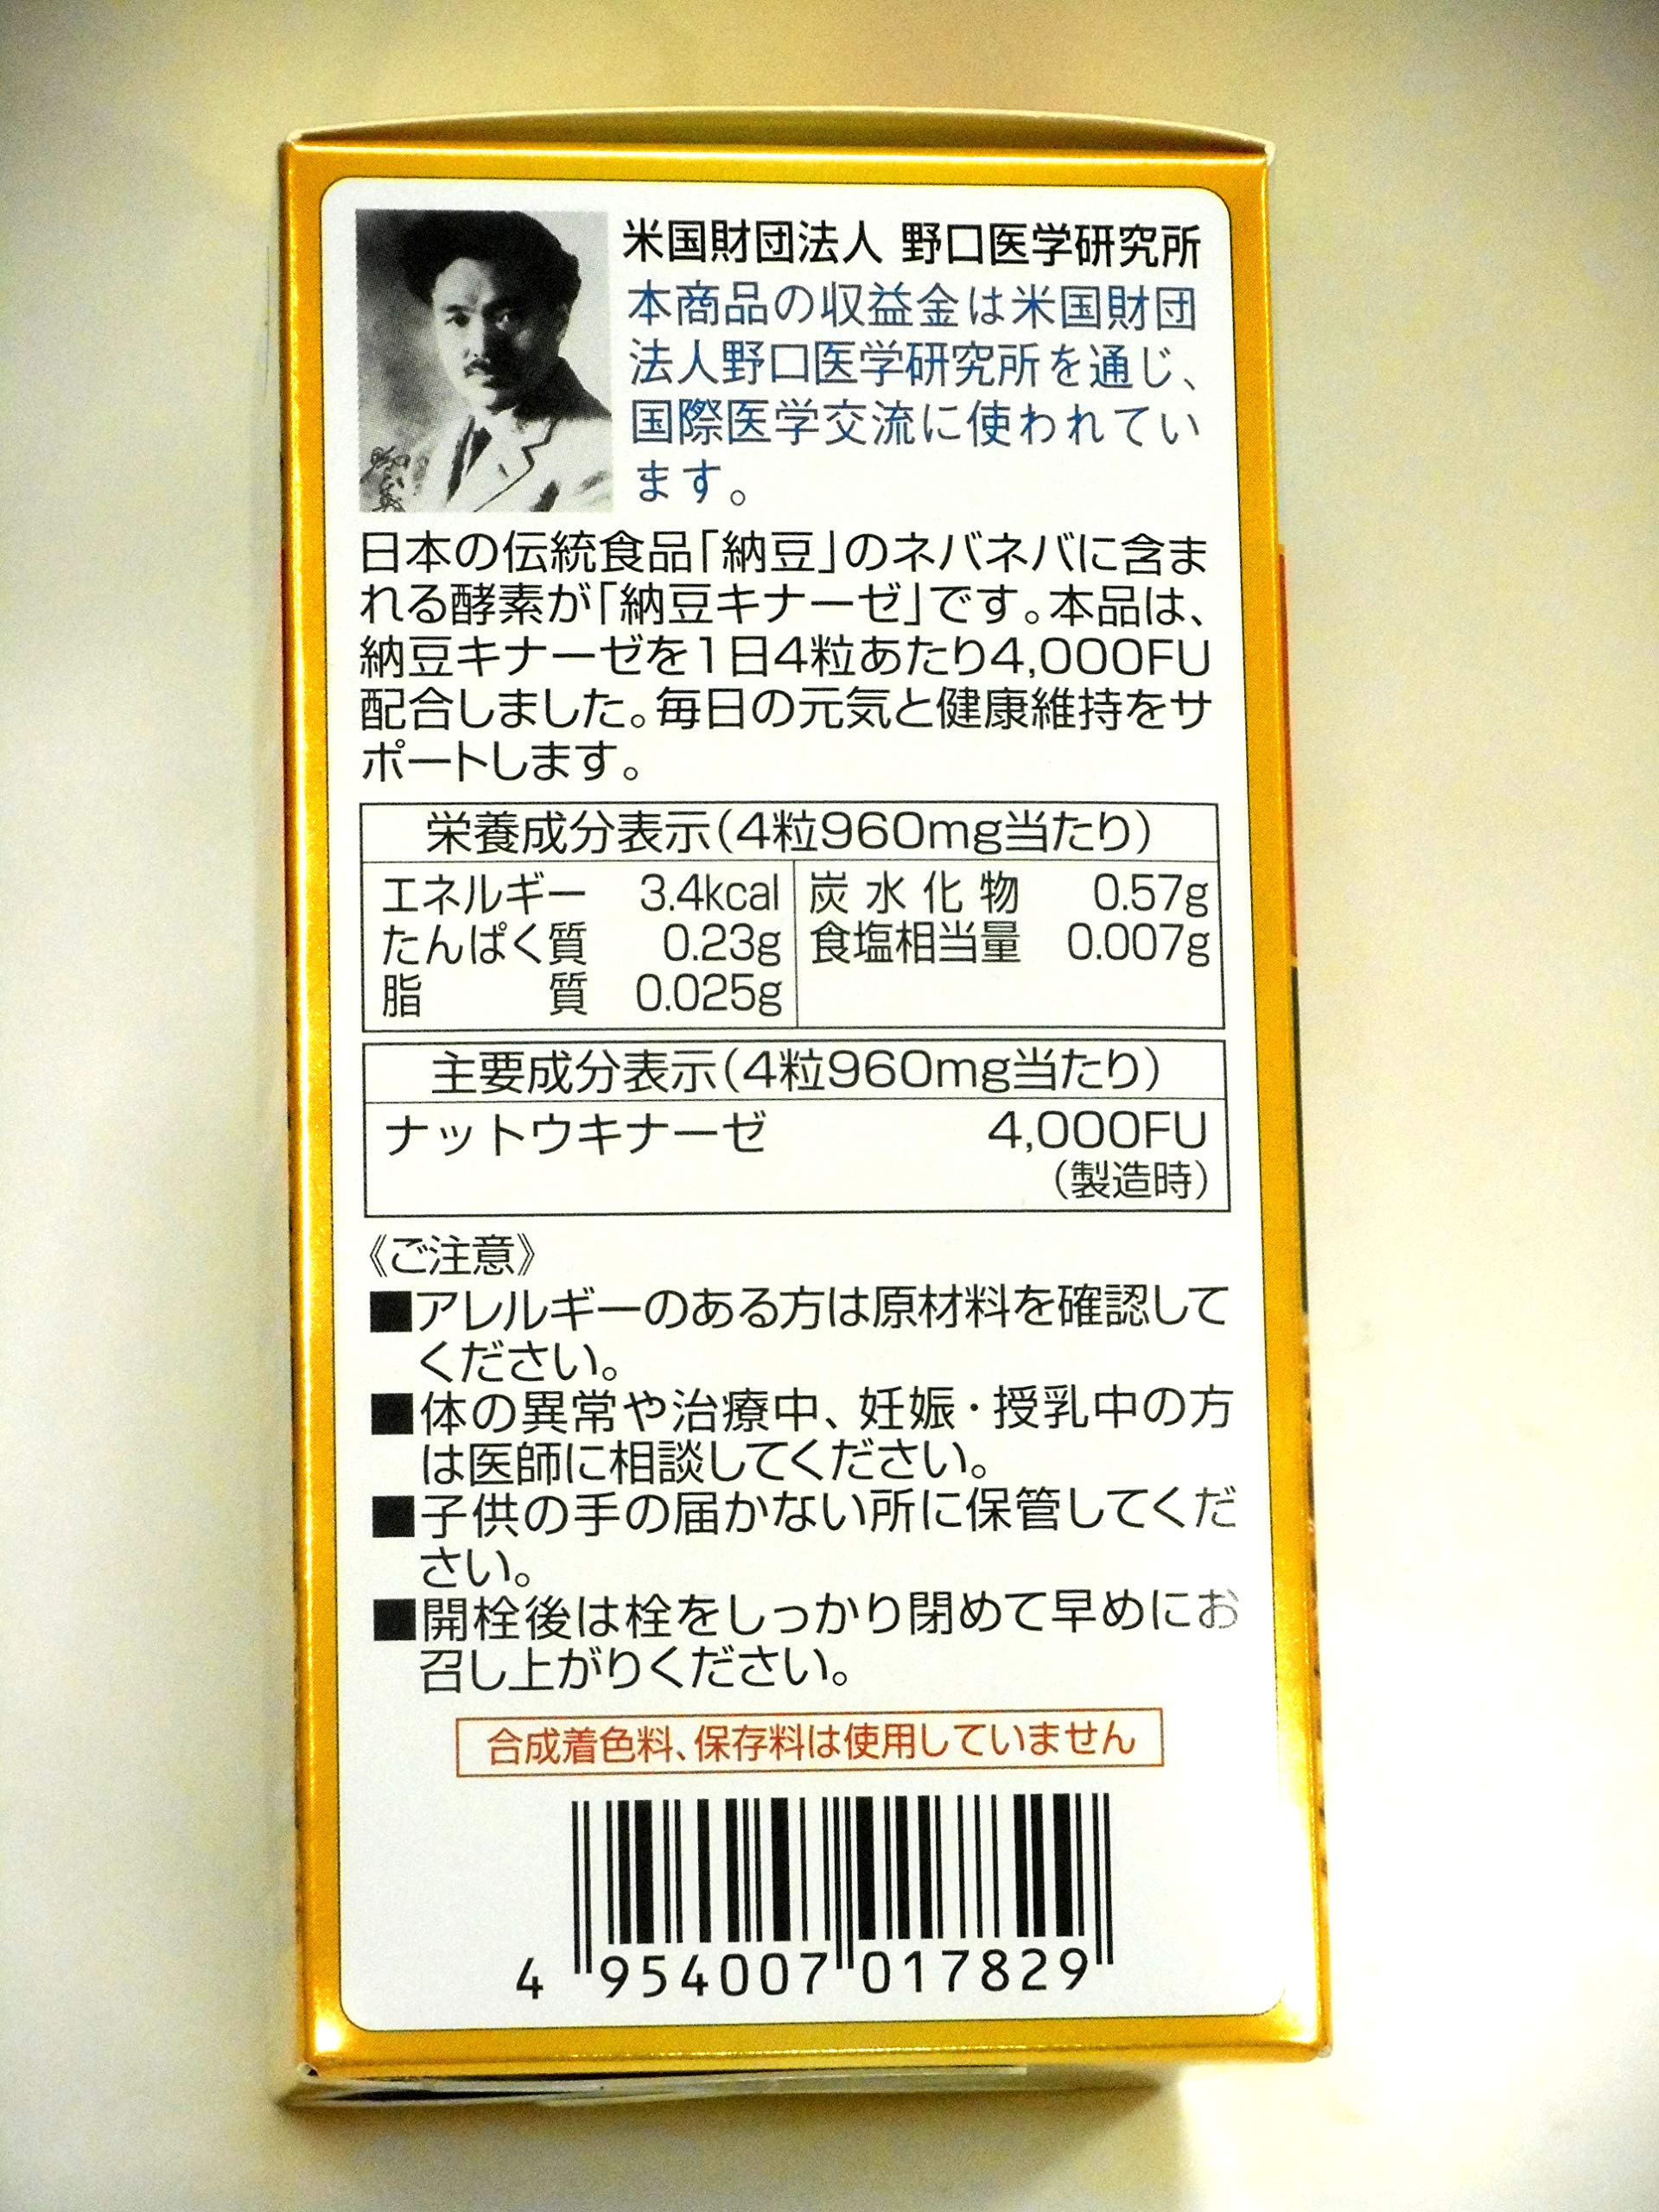 米国財団法人 野口医学研究所
本商品の収益金は米国財団
法人野口医学研究所を通じ、
国際医学交流に使われてい
ます。
日本の伝統食品「納豆」のネバネバに含ま
れる酵素が「納豆キナーゼ」です。本品は、
納豆キナーゼを1日4粒あたり4,000FU
配合しました。毎日の元気と健康維持をサ
ポートします。
栄養成分表示(4粒960mg当たり)
エネルギー 3.4kcal 炭水化物 0.57g
たんぱく質 0.23g 食塩相当量 0.007g
脂質 0.025g
主要成分表示(4粒960mg当たり)
ナットウキナーゼ 4,000FU
(製造時)
《ご注意》
■アレルギーのある方は原材料を確認して
ください。
■体の異常や治療中、妊娠・授乳中の方
は医師に相談してください。
■子供の手の届かない所に保管してくだ
さい。
■開栓後は栓をしっかり閉めて早めにお
召し上がりください。
合成着色料、保存料は使用していません
4 954007 017829